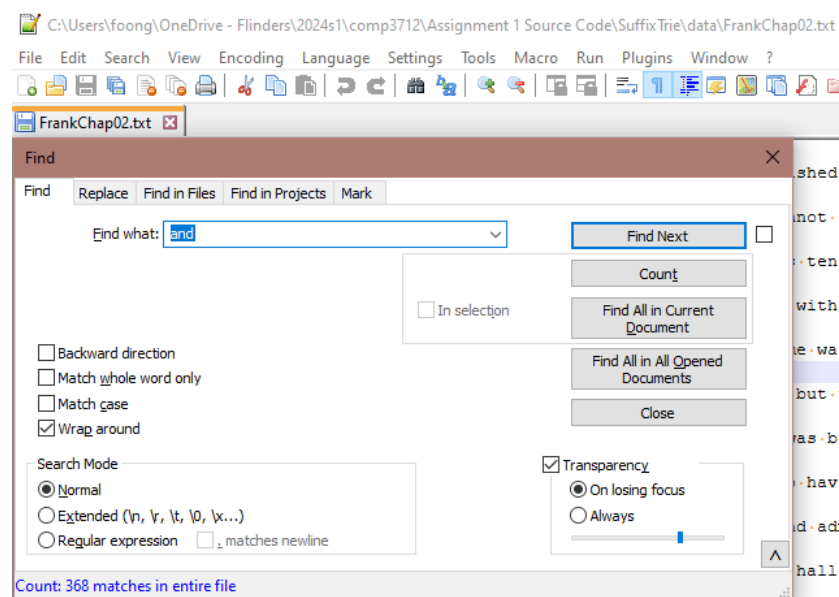 C:\Users\foong\OneDrive - Flinders\2024s1\comp3712\Assignment 1 Source Code\SuffixTrie\data\FrankChap02.txt
File Edit Search View Encoding Language Settings Tools Macro Run Plugins Window ?
FrankChap02.txt
Find
Find Replace Find in Files Find in Projects Mark
Find what: and
Find Next
Count
In selection
Find All in Current
Document
Backward direction
Find All in All Opened
Documents
Match whole word only
Match case
Close
Wrap around
Search Mode
Transparency
Normal
On losing focus
Extended (\n, \r, \t, \0, \x...)
Always
Regular expression . matches newline
Count: 368 matches in entire file
shed
not
ten
with
wa
but
as b
hav
d ad
hall